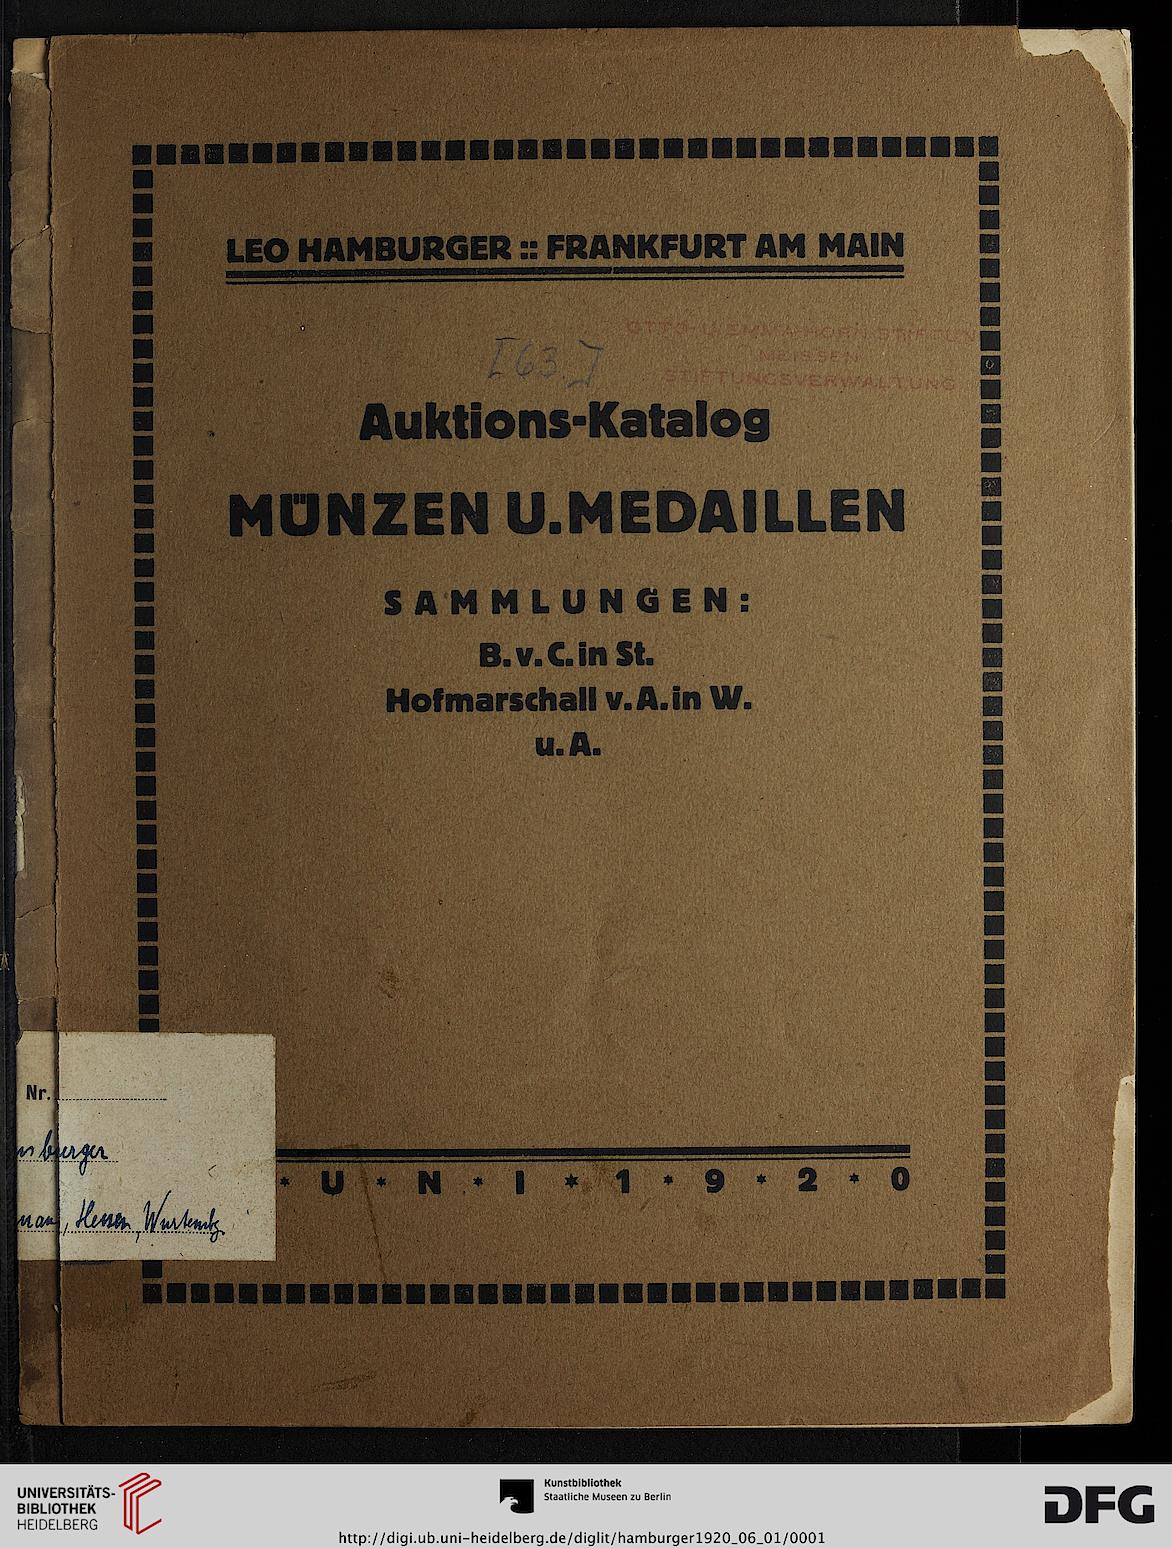 LEO HAMBURGER :: FRANKFURT AM MAIN
[63.]
MEISSEN
STIFTUNGSVERWALTUNG
Auktions-Katalog
MÜNZEN U. MEDAILLEN
SAMMLUNGEN:
B. v. C. in St.
Hofmarschall v. A. in W.
u. A.
Nr.
burger
Hessen,
* U * N * I * 1 * 9 * 2 * 0
UNIVERSITÄTS-
BIBLIOTHEK
HEIDELBERG
Kunstbibliothek
Staatliche Museen zu Berlin
DFG
http://digi.ub.uni-heidelberg.de/diglit/hamburger1920_06_01/0001